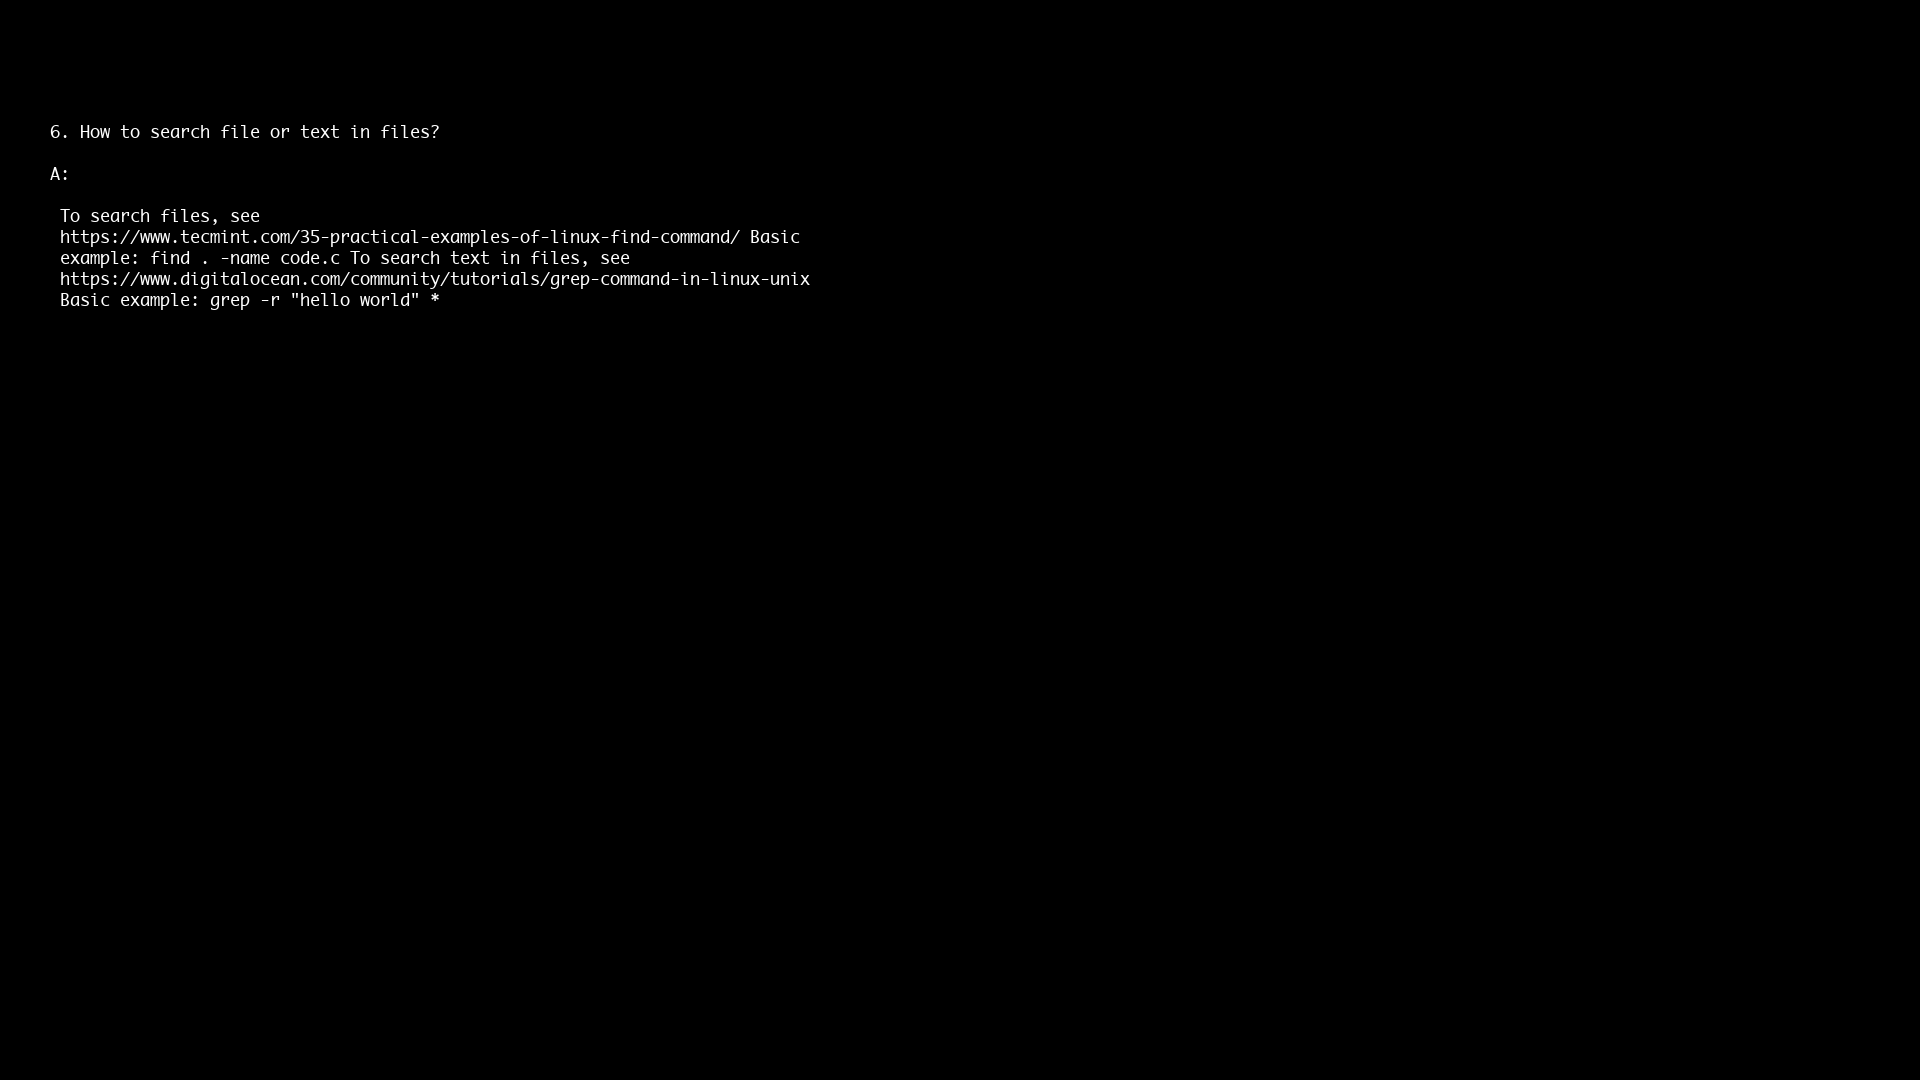 6. How to search file or text in files?
A:
To search files, see
https://www.tecmint.com/35-practical-examples-of-linux-find-command/ Basic
example: find . -name code.c To search text in files, see
https://www.digitalocean.com/community/tutorials/grep-command-in-linux-unix
Basic example: grep -r "hello world" *